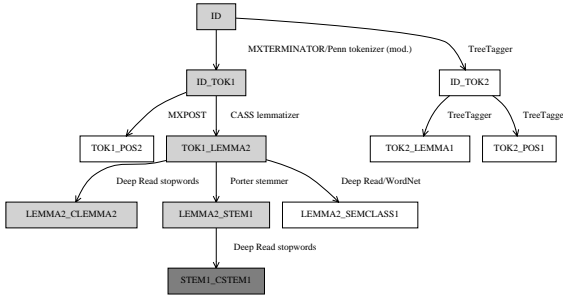 ID
MXTERMINATOR/Penn tokenizer (mod.)
TreeTagger
ID_TOK1
ID_TOK2
MXPOST
CASS lemmatizer
TreeTagger
TreeTagge
TOK1_POS2
TOK1_LEMMA2
TOK2_LEMMA1
TOK2_POS1
Deep Read stopwords
Porter stemmer
Deep Read/WordNet
LEMMA2_CLEMMA2
LEMMA2_STEM1
LEMMA2_SEMCLASS1
Deep Read stopwords
STEM1_CSTEM1